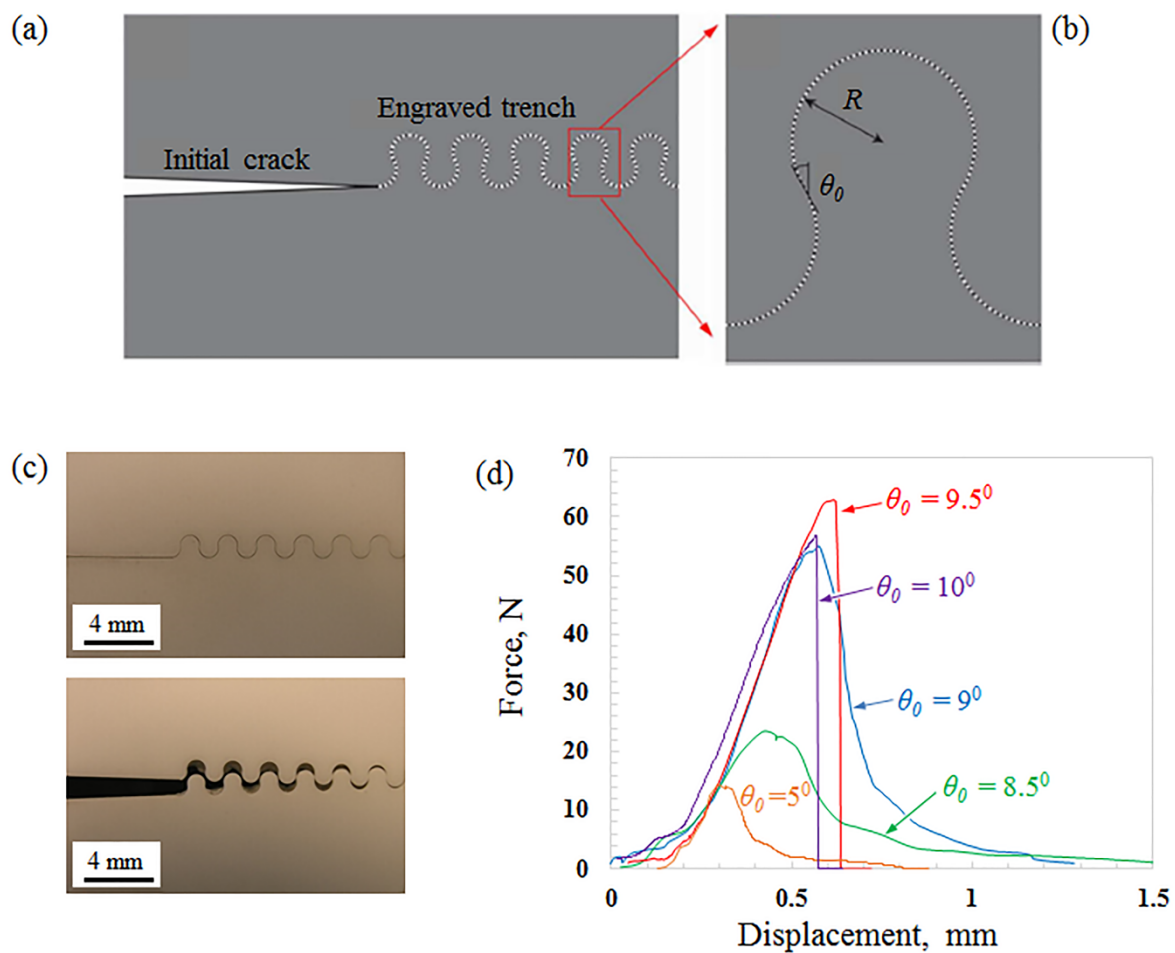 (a)
(b)
Engraved trench
Initial crack
R
θ0
(c)
4 mm
4 mm
(d)
Force, N
70
60
50
40
30
20
10
0
θ0 = 9.5⁰
θ0 = 10⁰
θ0 = 9⁰
θ0 = 8.5⁰
θ0 = 5⁰
0
0.5
1
1.5
Displacement, mm